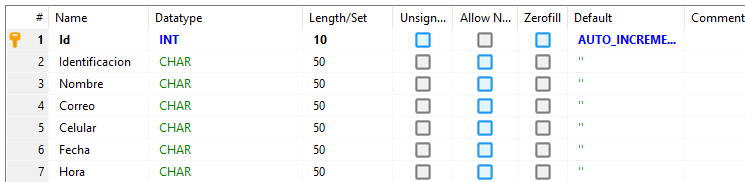 # Name Datatype Length/Set Unsign... Allow N... Zerofill Default Comment
1 Id INT 10 AUTO_INCREME...
2 Identificacion CHAR 50 ''
3 Nombre CHAR 50 ''
4 Correo CHAR 50 ''
5 Celular CHAR 50 ''
6 Fecha CHAR 50 ''
7 Hora CHAR 50 ''